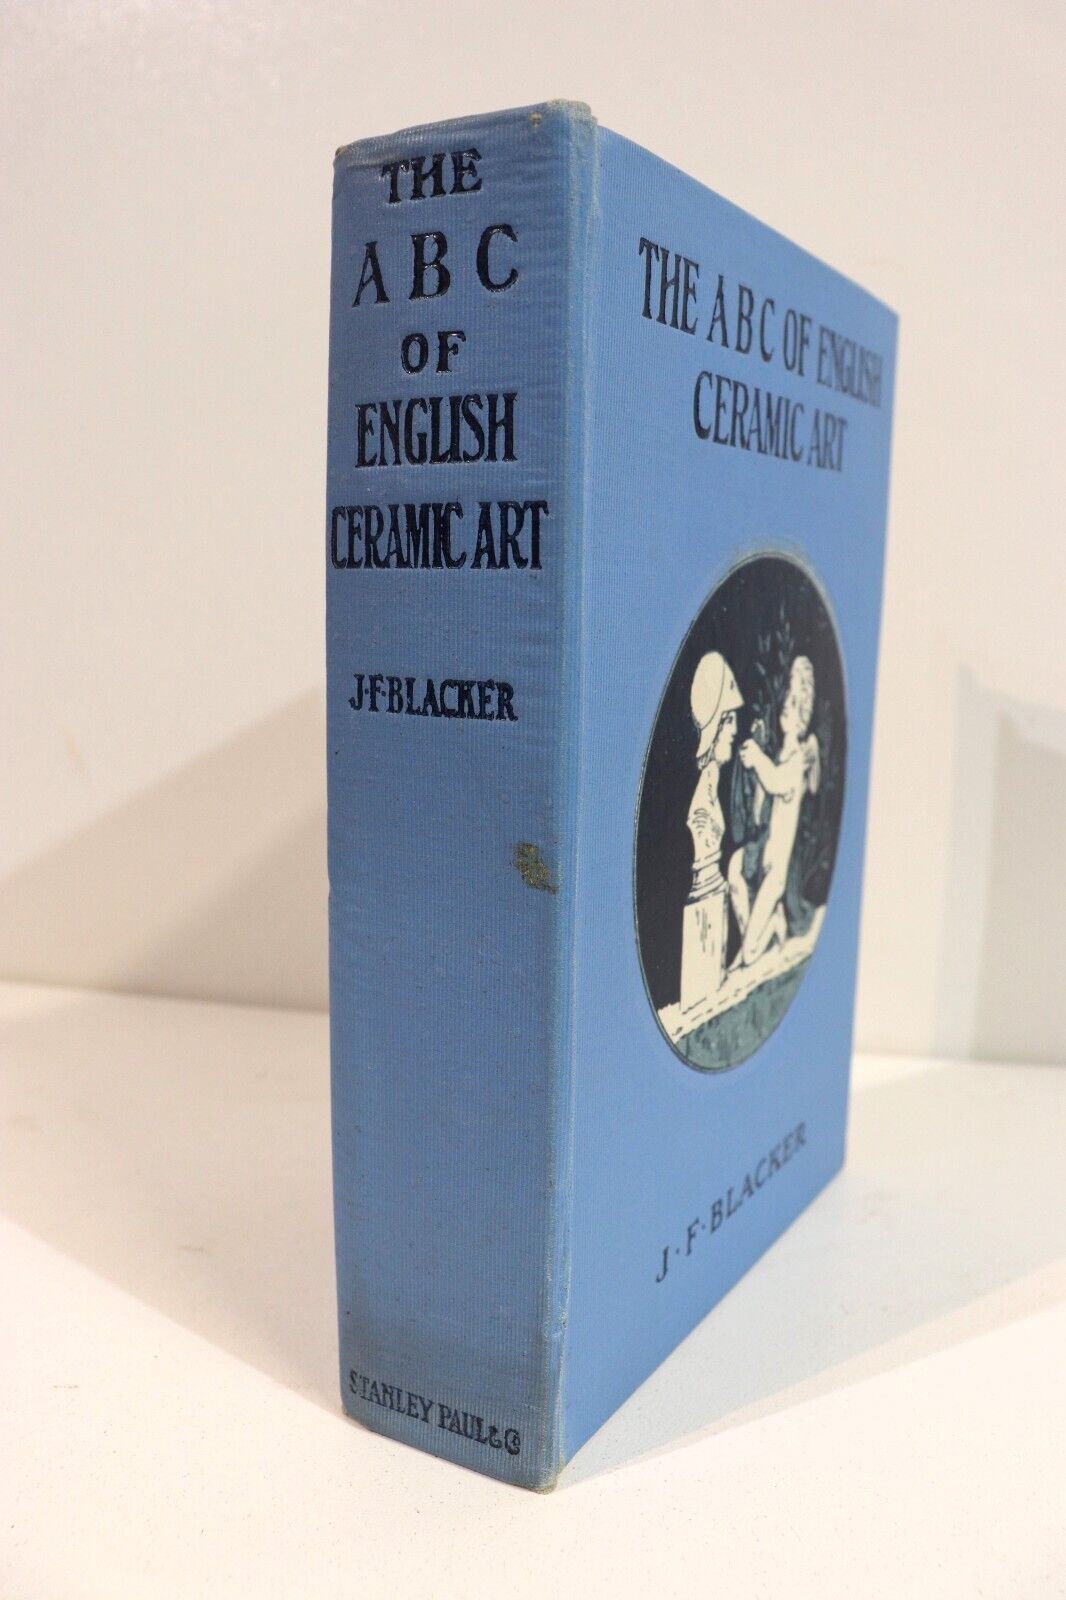 THE
A B C
OF
ENGLISH
CERAMIC ART
J·F·BLACKER
STANLEY PAUL & Co
THE A B C OF ENGLISH
CERAMIC ART
J·F·BLACKER